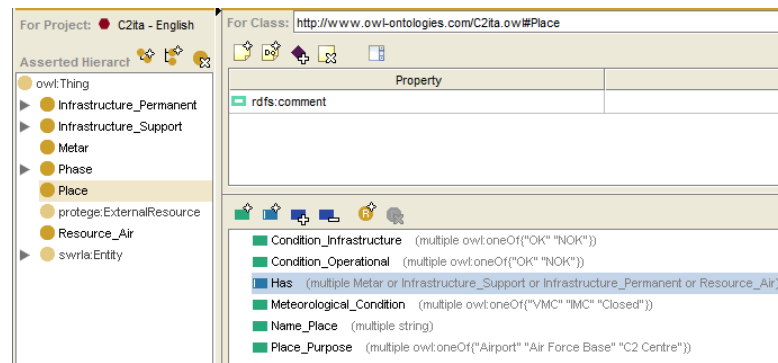 For Project: C2ita - English
Asserted Hierarch
owl:Thing
Infrastructure_Permanent
Infrastructure_Support
Metar
Phase
Place
protege:ExternalResource
Resource_Air
swrla:Entity
For Class: http://www.owl-ontologies.com/C2ita.owl#Place
Property
rdfs:comment
Condition_Infrastructure (multiple owl:oneOf{"OK" "NOK"})
Condition_Operational (multiple owl:oneOf{"OK" "NOK"})
Has (multiple Metar or Infrastructure_Support or Infrastructure_Permanent or Resource_Air)
Meteorological_Condition (multiple owl:oneOf{"VMC" "IMC" "Closed"})
Name_Place (multiple string)
Place_Purpose (multiple owl:oneOf{"Airport" "Air Force Base" "C2 Centre"})